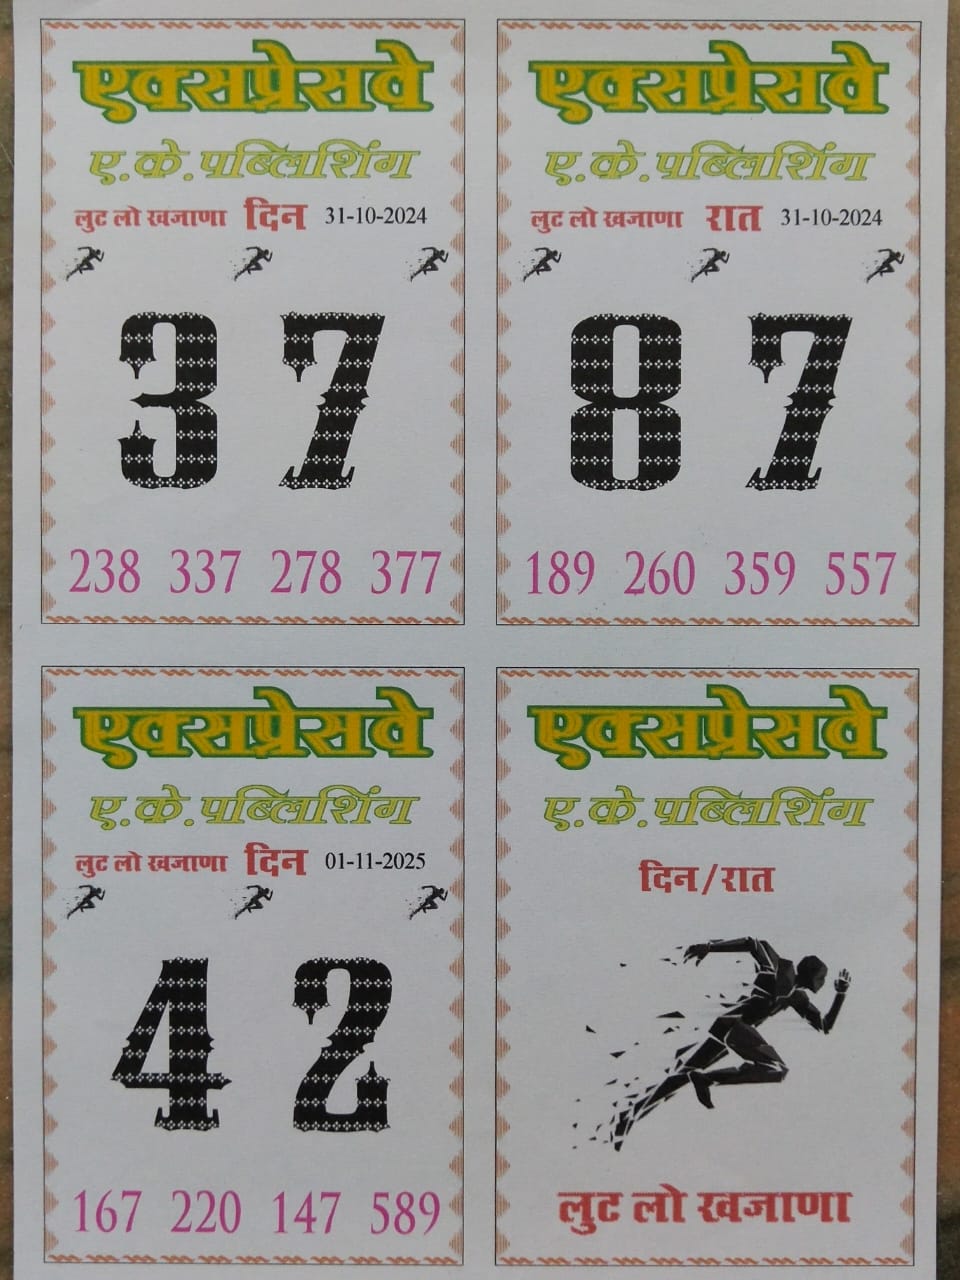 एक्सप्रेसवे
ए.के.पब्लिशिंग
लुट लो खजाणा दिन 31-10-2024
3 7
238 337 278 377
एक्सप्रेसवे
ए.के.पब्लिशिंग
लुट लो खजाणा रात 31-10-2024
8 7
189 260 359 557
एक्सप्रेसवे
ए.के.पब्लिशिंग
लुट लो खजाणा दिन 01-11-2025
4 2
167 220 147 589
एक्सप्रेसवे
ए.के.पब्लिशिंग
दिन/रात
लुट लो खजाणा